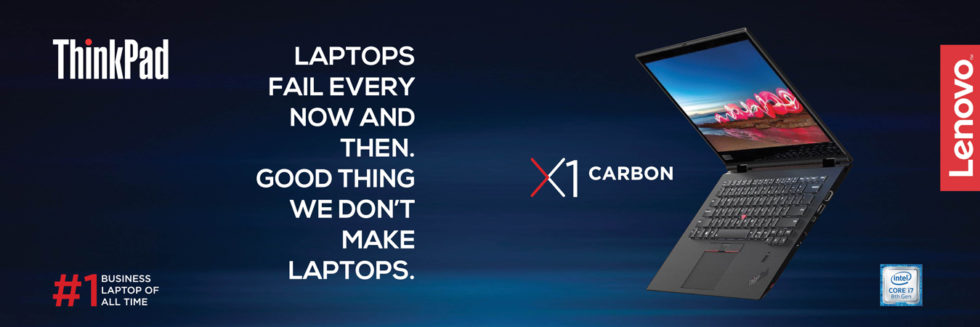 ThinkPad
LAPTOPS
FAIL EVERY
NOW AND
THEN.
GOOD THING
WE DON'T
MAKE
LAPTOPS.
#1 BUSINESS
LAPTOP OF
ALL TIME
X1 CARBON
Lenovo
intel
CORE i7
8th Gen